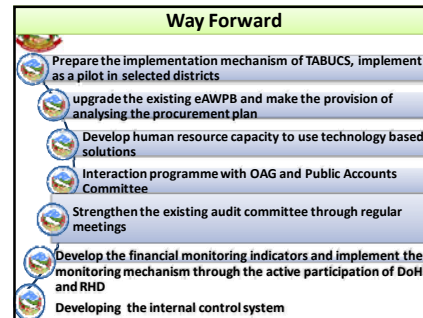 Way Forward
Prepare the implementation mechanism of TABUCS, implement
as a pilot in selected districts
upgrade the existing eAWPB and make the provision of
analysing the procurement plan
Develop human resource capacity to use technology based
solutions
Interaction programme with OAG and Public Accounts
Committee
Strengthen the existing audit committee through regular
meetings
Develop the financial monitoring indicators and implement the
monitoring mechanism through the active participation of DoH
and RHD
Developing the internal control system